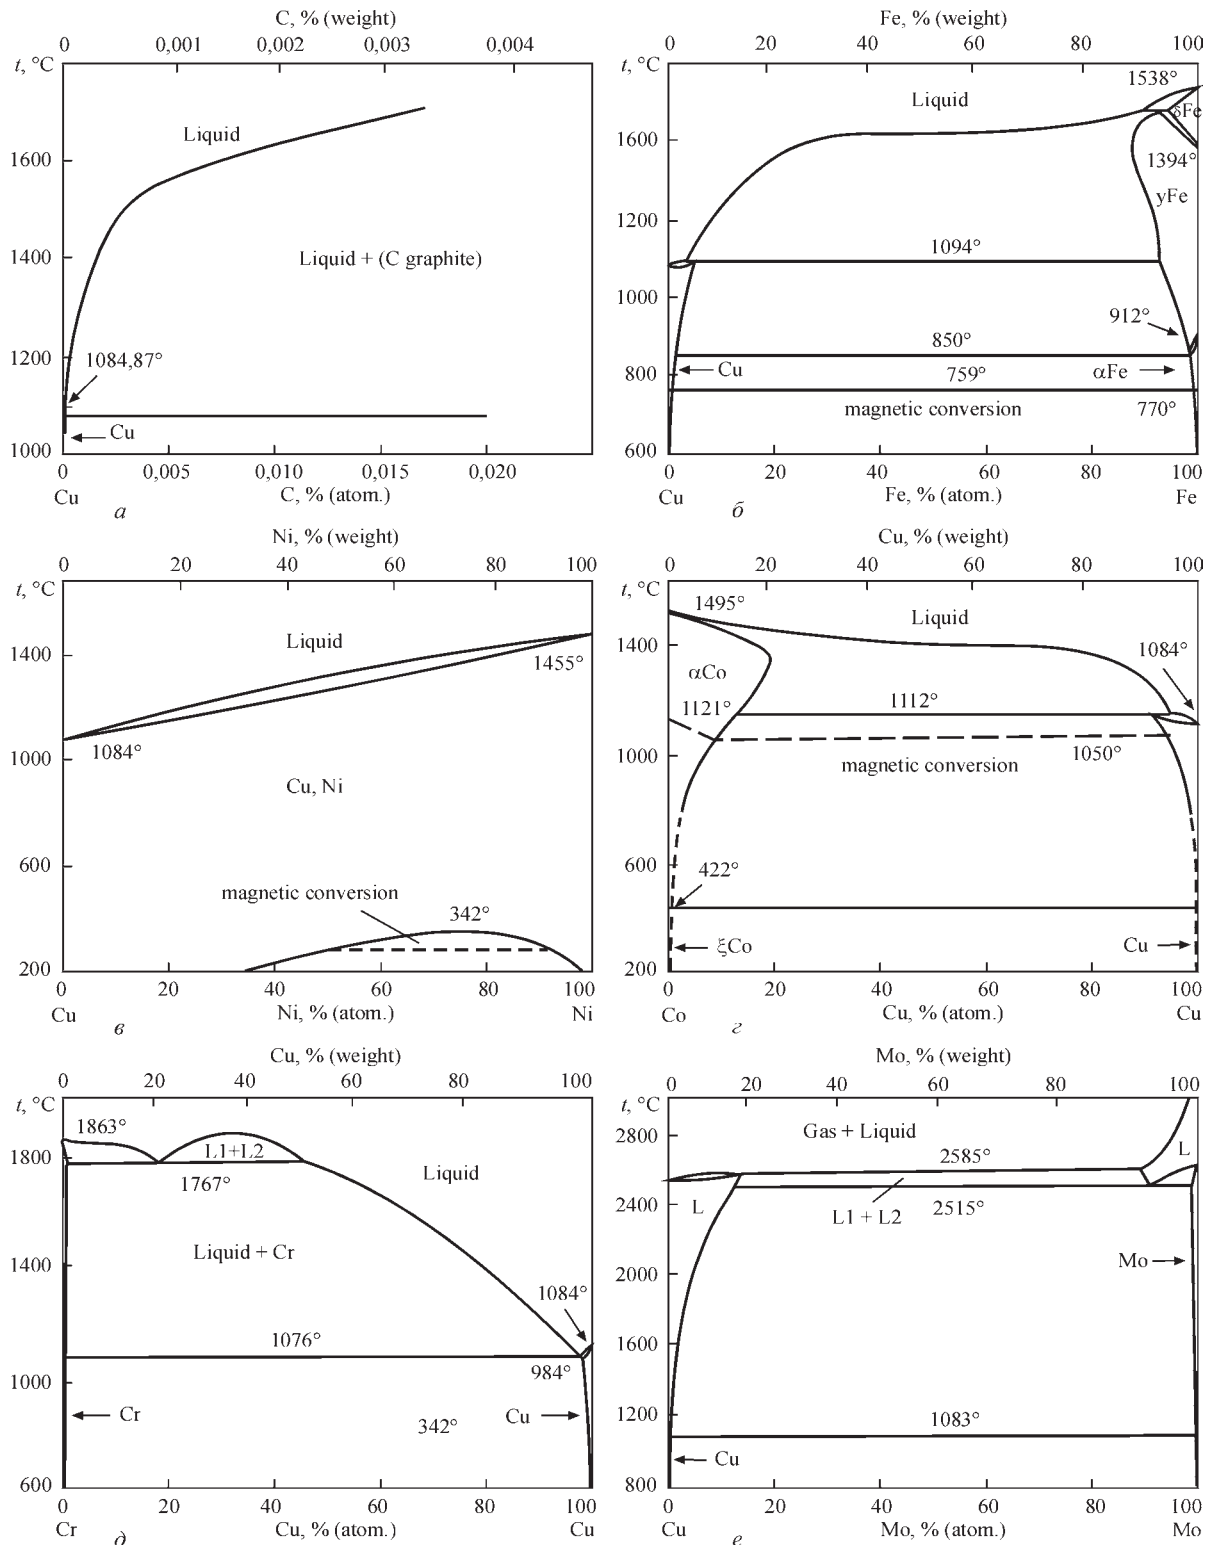 C, % (weight)
0 0,001 0,002 0,003 0,004
t, °C
Liquid
1600
1400
Liquid + (C graphite)
1200
1084,87°
Cu
1000
0 0,005 0,010 0,015 0,020
Cu
C, % (atom.)
а
Fe, % (weight)
0 20 40 60 80 100
t, °C
1538°
Liquid
δFe
1600
1394°
yFe
1200
1094°
1000
912°
850°
Cu
αFe
800
759°
magnetic conversion
770°
600
0 20 40 60 80 100
Cu
Fe, % (atom.)
Fe
б
Ni, % (weight)
0 20 40 60 80 100
t, °C
Liquid
1400
1455°
1084°
1000
Cu, Ni
600
magnetic conversion
342°
200
0 20 40 60 80 100
Cu
Ni, % (atom.)
Ni
в
Cu, % (weight)
0 20 40 60 80 100
t, °C
1495°
Liquid
1400
1084°
αCo
1121°
1112°
1000
magnetic conversion
1050°
600
422°
ξCo
Cu
200
0 20 40 60 80 100
Co
Cu, % (atom.)
Cu
г
Cu, % (weight)
0 20 40 60 80 100
t, °C
1863°
L1+L2
1800
Liquid
1767°
Liquid + Cr
1400
1084°
1076°
984°
1000
Cr
Cu
342°
600
0 20 40 60 80 100
Cr
Cu, % (atom.)
Cu
д
Mo, % (weight)
0 20 40 60 80 100
t, °C
2800
Gas + Liquid
2585°
L
2400
L
L1 + L2
2515°
Mo
2000
1600
1200
1083°
Cu
800
0 20 40 60 80 100
Cu
Mo, % (atom.)
Mo
е